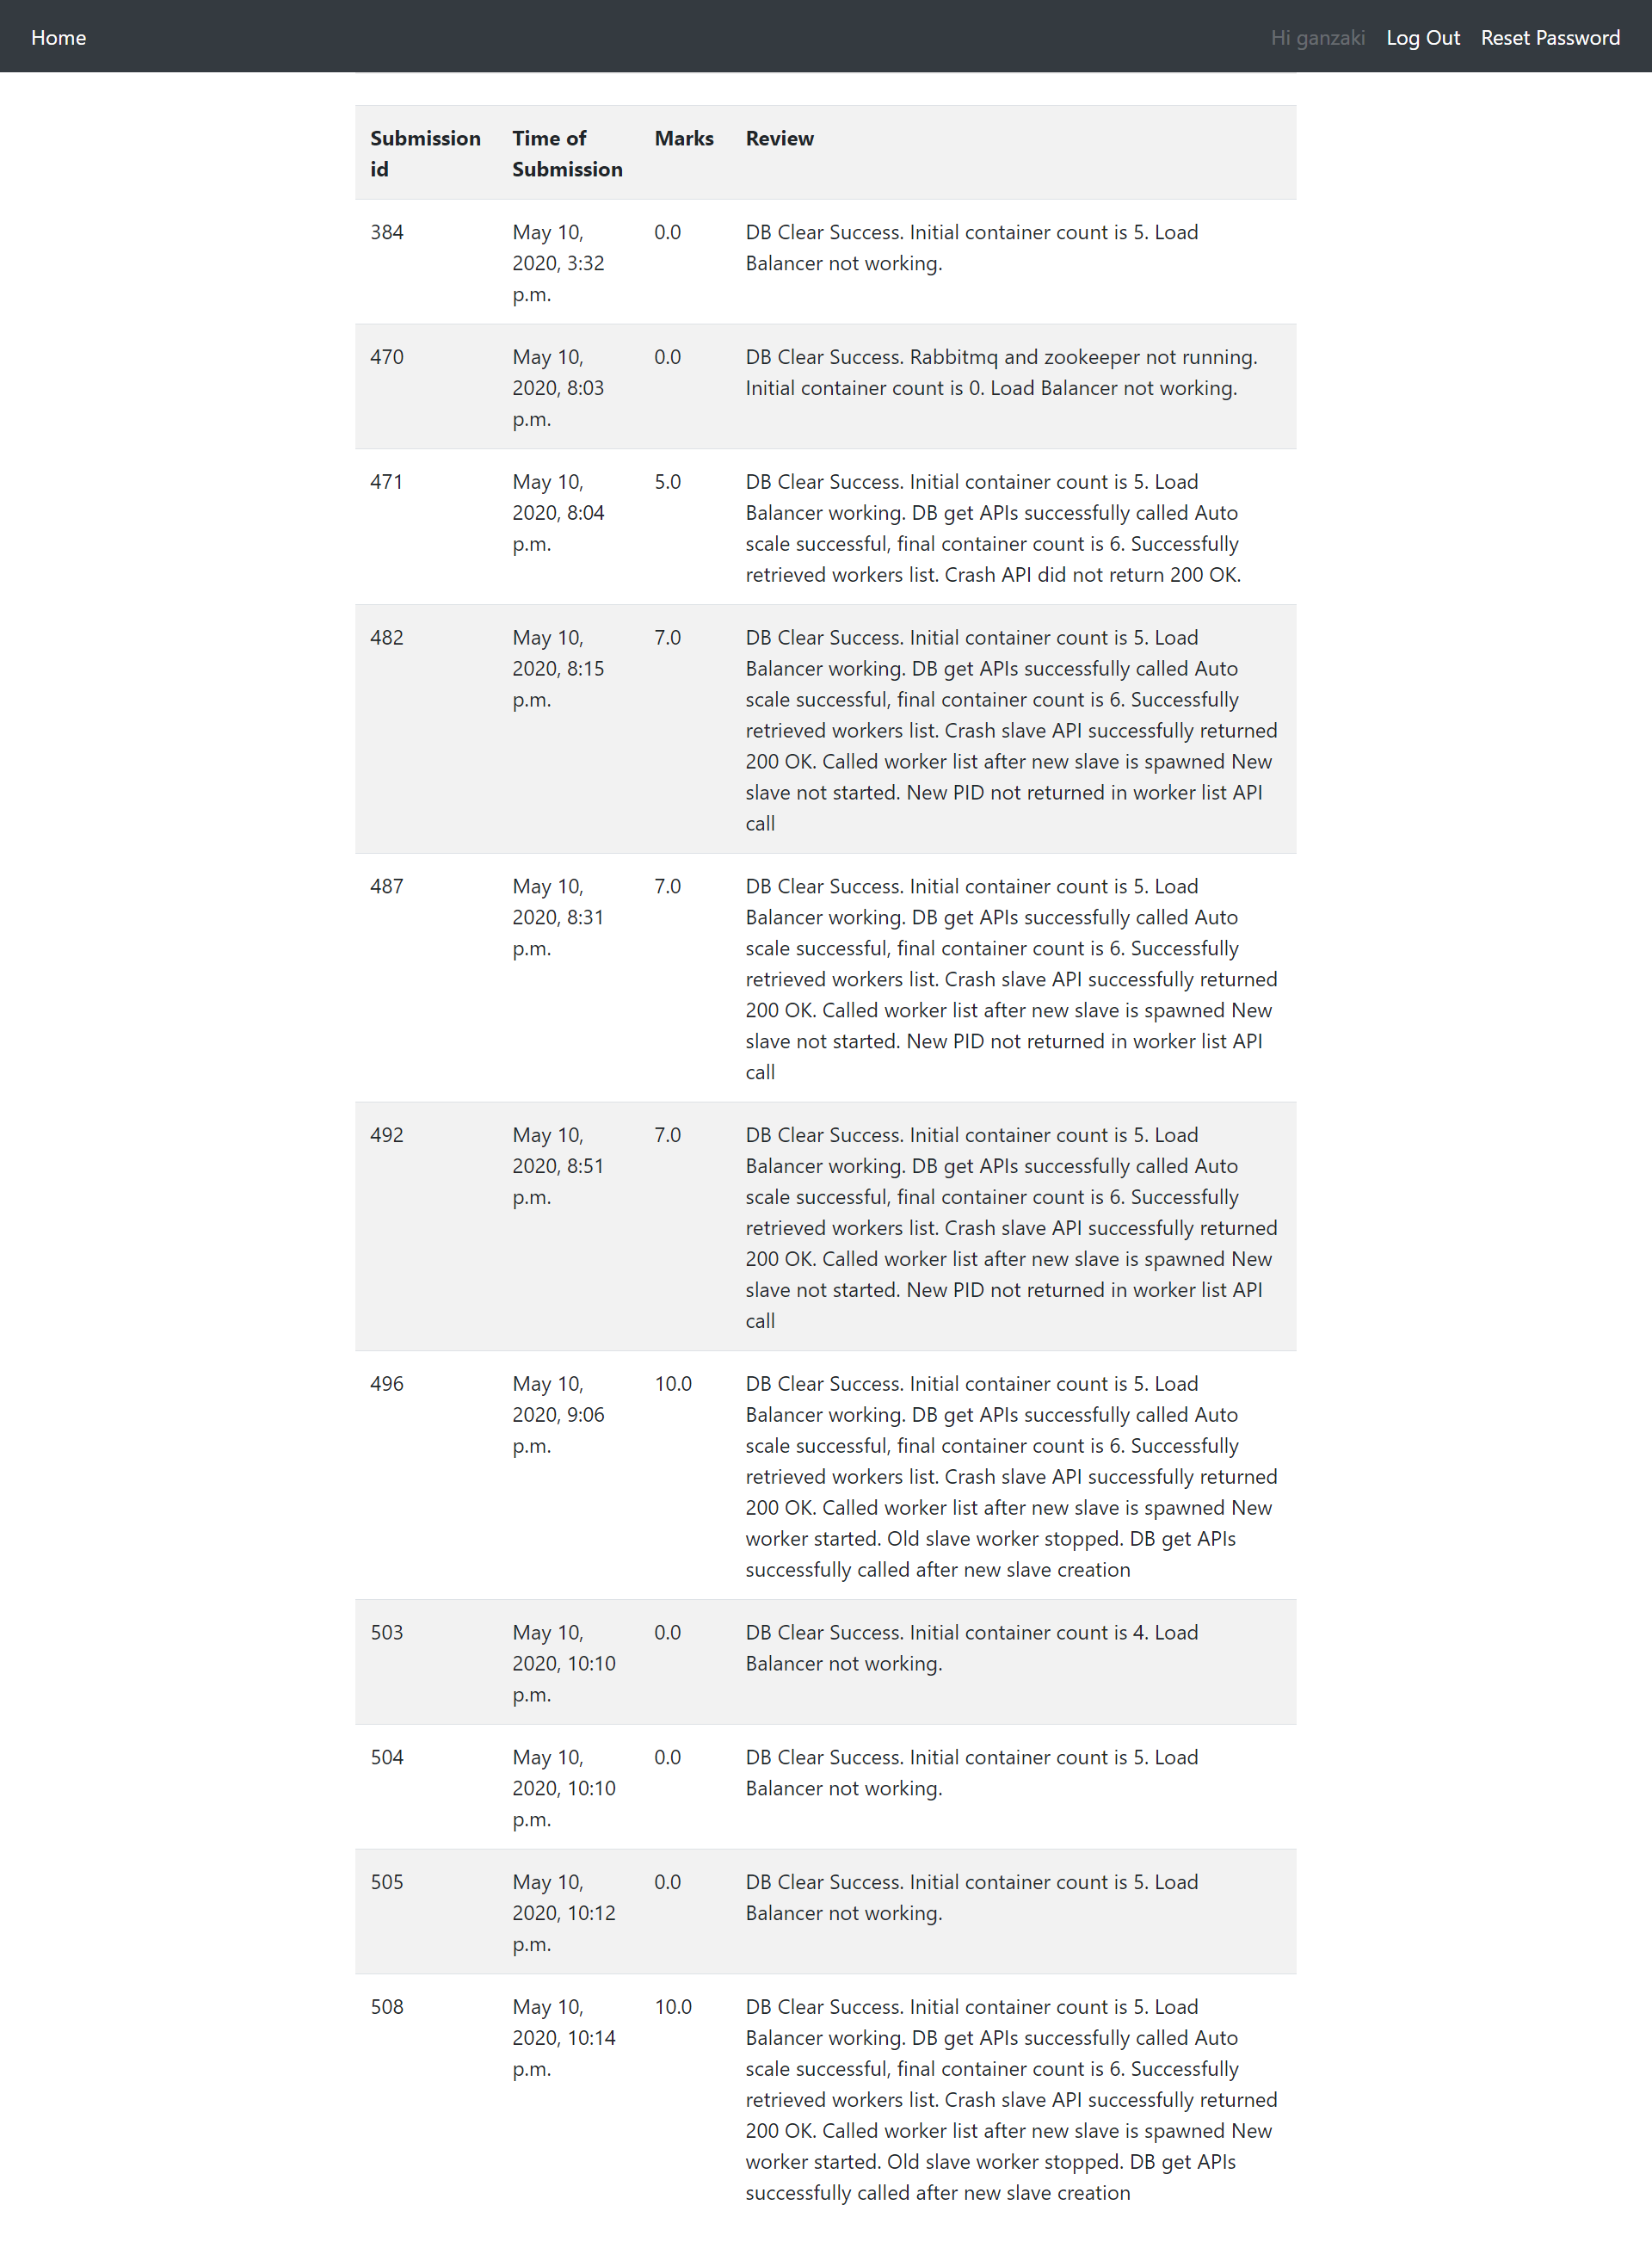 Home Hi ganzaki Log Out Reset Password
Submission id Time of Submission Marks Review
384 May 10, 2020, 3:32 p.m. 0.0 DB Clear Success. Initial container count is 5. Load
Balancer not working.
470 May 10, 2020, 8:03 p.m. 0.0 DB Clear Success. Rabbitmq and zookeeper not running.
Initial container count is 0. Load Balancer not working.
471 May 10, 2020, 8:04 p.m. 5.0 DB Clear Success. Initial container count is 5. Load
Balancer working. DB get APIs successfully called Auto
scale successful, final container count is 6. Successfully
retrieved workers list. Crash API did not return 200 OK.
482 May 10, 2020, 8:15 p.m. 7.0 DB Clear Success. Initial container count is 5. Load
Balancer working. DB get APIs successfully called Auto
scale successful, final container count is 6. Successfully
retrieved workers list. Crash slave API successfully returned
200 OK. Called worker list after new slave is spawned New
slave not started. New PID not returned in worker list API
call
487 May 10, 2020, 8:31 p.m. 7.0 DB Clear Success. Initial container count is 5. Load
Balancer working. DB get APIs successfully called Auto
scale successful, final container count is 6. Successfully
retrieved workers list. Crash slave API successfully returned
200 OK. Called worker list after new slave is spawned New
slave not started. New PID not returned in worker list API
call
492 May 10, 2020, 8:51 p.m. 7.0 DB Clear Success. Initial container count is 5. Load
Balancer working. DB get APIs successfully called Auto
scale successful, final container count is 6. Successfully
retrieved workers list. Crash slave API successfully returned
200 OK. Called worker list after new slave is spawned New
slave not started. New PID not returned in worker list API
call
496 May 10, 2020, 9:06 p.m. 10.0 DB Clear Success. Initial container count is 5. Load
Balancer working. DB get APIs successfully called Auto
scale successful, final container count is 6. Successfully
retrieved workers list. Crash slave API successfully returned
200 OK. Called worker list after new slave is spawned New
worker started. Old slave worker stopped. DB get APIs
successfully called after new slave creation
503 May 10, 2020, 10:10 p.m. 0.0 DB Clear Success. Initial container count is 4. Load
Balancer not working.
504 May 10, 2020, 10:10 p.m. 0.0 DB Clear Success. Initial container count is 5. Load
Balancer not working.
505 May 10, 2020, 10:12 p.m. 0.0 DB Clear Success. Initial container count is 5. Load
Balancer not working.
508 May 10, 2020, 10:14 p.m. 10.0 DB Clear Success. Initial container count is 5. Load
Balancer working. DB get APIs successfully called Auto
scale successful, final container count is 6. Successfully
retrieved workers list. Crash slave API successfully returned
200 OK. Called worker list after new slave is spawned New
worker started. Old slave worker stopped. DB get APIs
successfully called after new slave creation